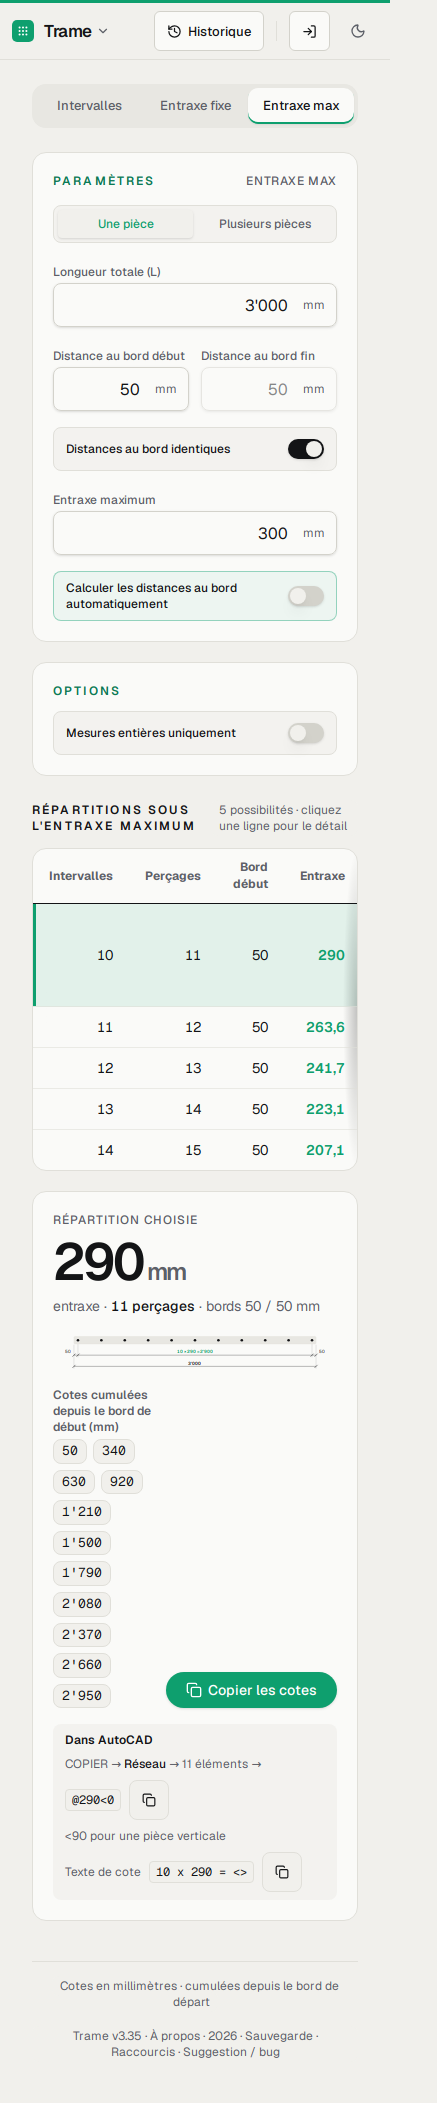 Trame
Historique
Intervalles Entraxe fixe Entraxe max
PARAMÈTRES ENTRAXE MAX
Une pièce Plusieurs pièces
Longueur totale (L)
3'000 mm
Distance au bord début Distance au bord fin
50 mm 50 mm
Distances au bord identiques
Entraxe maximum
300 mm
Calculer les distances au bord
automatiquement
OPTIONS
Mesures entières uniquement
RÉPARTITIONS SOUS
L'ENTRAXE MAXIMUM
5 possibilités · cliquez
une ligne pour le détail
Intervalles Perçages Bord début Entraxe
10 11 50 290
11 12 50 263,6
12 13 50 241,7
13 14 50 223,1
14 15 50 207,1
RÉPARTITION CHOISIE
290 mm
entraxe · 11 perçages · bords 50 / 50 mm
50 10×290=2'900 50
3'000
Cotes cumulées
depuis le bord de
début (mm)
50 340
630 920
1'210
1'500
1'790
2'080
2'370
2'660
2'950
Copier les cotes
Dans AutoCAD
COPIER → Réseau → 11 éléments →
@290<0
<90 pour une pièce verticale
Texte de cote 10 x 290 = <>
Cotes en millimètres · cumulées depuis le bord de
départ
Trame v3.35 · À propos · 2026 · Sauvegarde ·
Raccourcis · Suggestion / bug